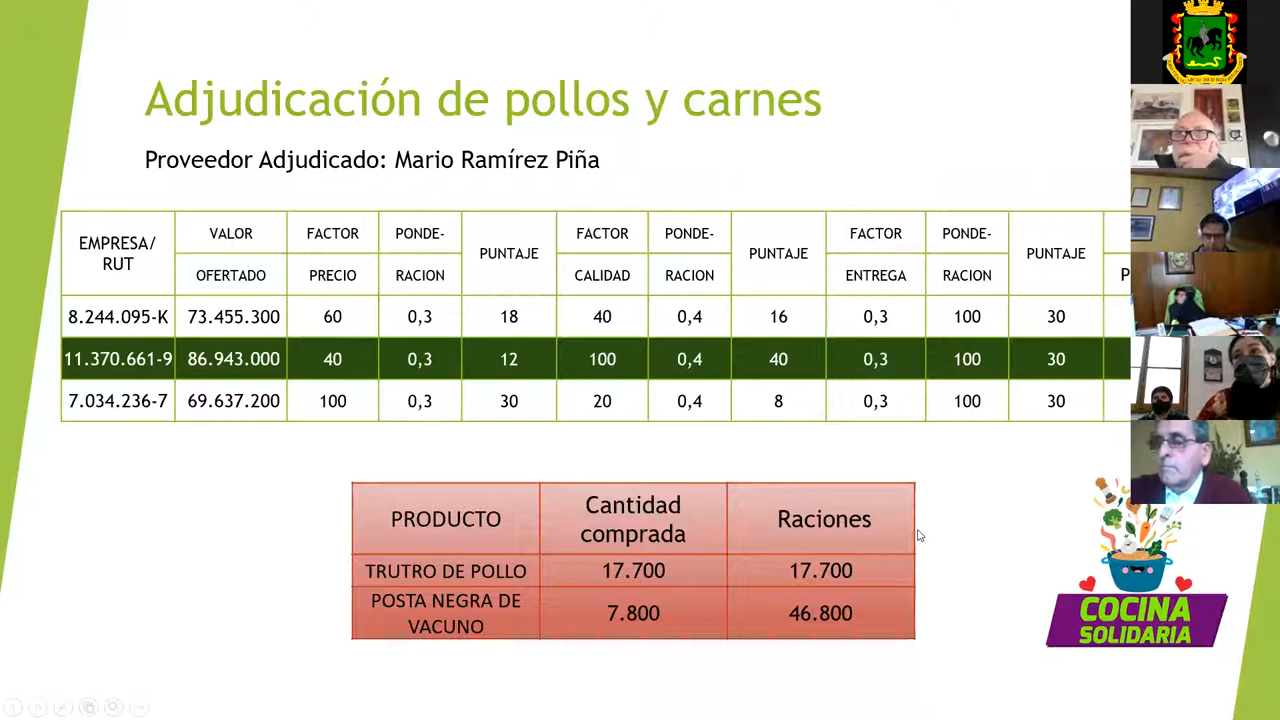 Adjudicación de pollos y carnes
Proveedor Adjudicado: Mario Ramírez Piña
EMPRESA/ RUT VALOR OFERTADO FACTOR PRECIO PONDE- RACION PUNTAJE FACTOR CALIDAD PONDE- RACION PUNTAJE FACTOR ENTREGA PONDE- RACION PUNTAJE P
8.244.095-K 73.455.300 60 0,3 18 40 0,4 16 0,3 100 30
11.370.661-9 86.943.000 40 0,3 12 100 0,4 40 0,3 100 30
7.034.236-7 69.637.200 100 0,3 30 20 0,4 8 0,3 100 30
PRODUCTO Cantidad comprada Raciones
TRUTRO DE POLLO 17.700 17.700
POSTA NEGRA DE VACUNO 7.800 46.800
COCINA
SOLIDARIA